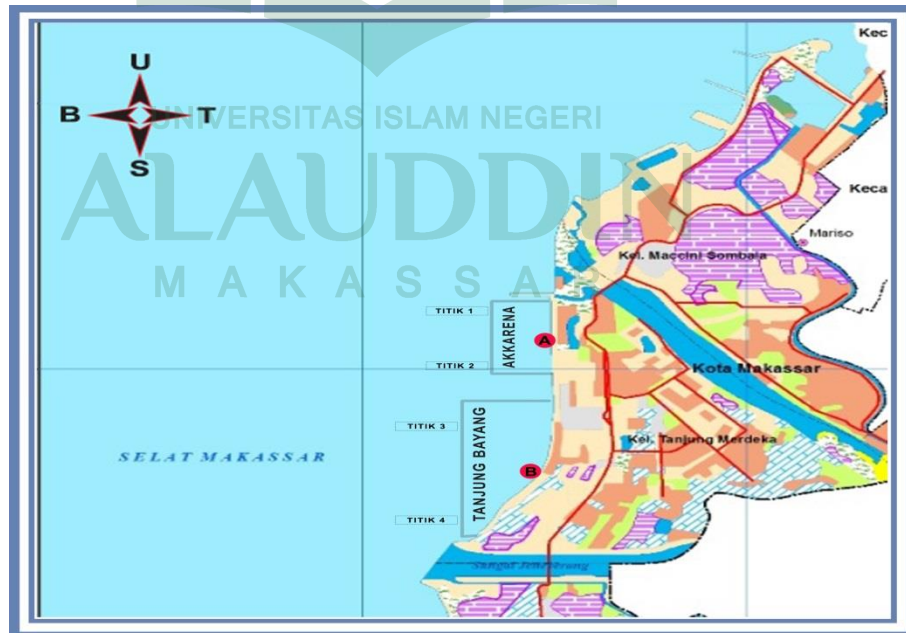 Kec
U
B T
S
UNIVERSITAS ISLAM NEGERI
ALAUDDIN
MAKASSAR
Keca
Mariso
Kel. Maccini Sombala
TITIK 1
AKKARENA
A
TITIK 2
Kota Makassar
TANJUNG BAYANG
TITIK 3
Kel. Tanjung Merdeka
SELAT MAKASSAR
B
TITIK 4